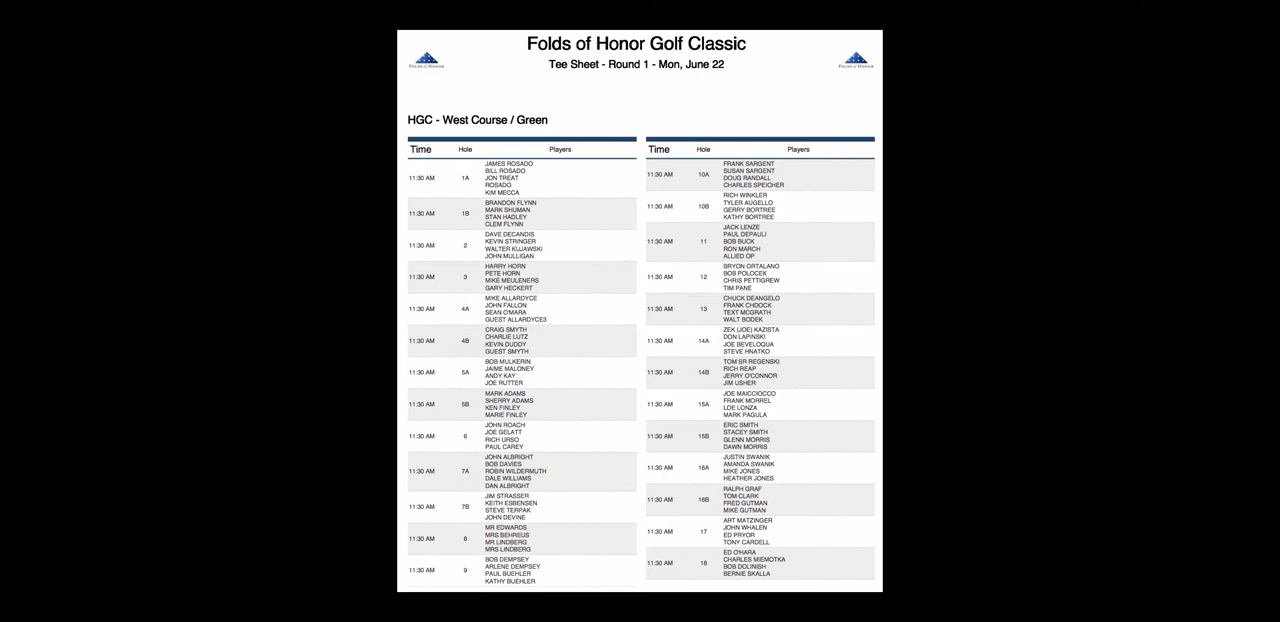 Folds of Honor Golf Classic
Tee Sheet - Round 1 - Mon, June 22
FOLDS of HONOR
FOLDS of HONOR
HGC - West Course / Green
Time Hole Players
11:30 AM 1A
JAMES ROSADO
BILL ROSADO
JON TREAT
ROSADO
KIM MECCA
11:30 AM 1B
BRANDON FLYNN
MARK SHUMAN
STAN HADLEY
CLEM FLYNN
11:30 AM 2
DAVE DECANDIS
KEVIN STRINGER
WALTER KUJAWSKI
JOHN MULLIGAN
11:30 AM 3
HARRY HORN
PETE HORN
MIKE MEULENERS
GARY HECKERT
11:30 AM 4A
MIKE ALLARDYCE
JOHN FALLON
SEAN O'MARA
GUEST ALLARDYCE3
11:30 AM 4B
CRAIG SMYTH
CHARLIE LUTZ
KEVIN DUDDY
GUEST SMYTH
11:30 AM 5A
BOB MULKERIN
JAIME MALONEY
ANDY KAY
JOE RUTTER
11:30 AM 5B
MARK ADAMS
SHERRY ADAMS
KEN FINLEY
MARIE FINLEY
11:30 AM 6
JOHN ROACH
JOE GELATT
RICH URSO
PAUL CAREY
11:30 AM 7A
JOHN ALBRIGHT
BOB DAVIES
ROBIN WILDERMUTH
DALE WILLIAMS
DAN ALBRIGHT
11:30 AM 7B
JIM STRASSER
KEITH ESBENSEN
STEVE TERPAK
JOHN DEVINE
11:30 AM 8
MR EDWARDS
MRS BEHREUS
MR LINDBERG
MRS LINDBERG
11:30 AM 9
BOB DEMPSEY
ARLENE DEMPSEY
PAUL BUEHLER
KATHY BUEHLER
Time Hole Players
11:30 AM 10A
FRANK SARGENT
SUSAN SARGENT
DOUG RANDALL
CHARLES SPEICHER
11:30 AM 10B
RICH WINKLER
TYLER AUGELLO
GERRY BORTREE
KATHY BORTREE
11:30 AM 11
JACK LENZE
PAUL DEPAULI
BOB BUCK
RON MARCH
ALLIED OP
11:30 AM 12
BRYON ORTALANO
BOB POLOCEK
CHRIS PETTIGREW
TIM PANE
11:30 AM 13
CHUCK DEANGELO
FRANK CHDOCK
TEXT MCGRATH
WALT BODEK
11:30 AM 14A
ZEK (JOE) KAZISTA
DON LAPINSKI
JOE BEVELOQUA
STEVE HNATKO
11:30 AM 14B
TOM SR REGENSKI
RICH REAP
JERRY O'CONNOR
JIM USHER
11:30 AM 15A
JOE MAICCIOCCO
FRANK MORREL
LOE LONZA
MARK PAGULA
11:30 AM 15B
ERIC SMITH
STACEY SMITH
GLENN MORRIS
DAWN MORRIS
11:30 AM 16A
JUSTIN SWANIK
AMANDA SWANIK
MIKE JONES
HEATHER JONES
11:30 AM 16B
RALPH GRAF
TOM CLARK
FRED GUTMAN
MIKE GUTMAN
11:30 AM 17
ART MATZINGER
JOHN WHALEN
ED PRYOR
TONY CARDELL
11:30 AM 18
ED O'HARA
CHARLES MIEMOTKA
BOB DOLINISH
BERNIE SKALLA